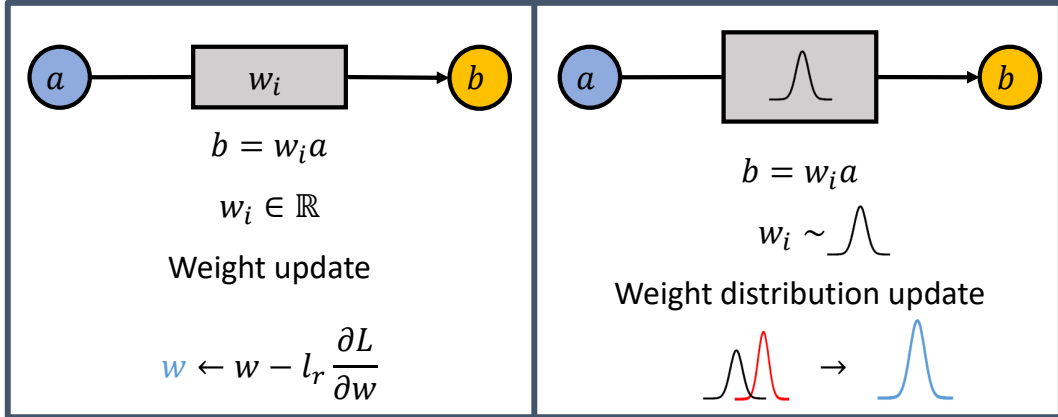 a
w_i
b
b = w_i a
w_i ∈ ℝ
Weight update
w ← w − l_r ∂L/∂w
a
b
b = w_i a
w_i ~
Weight distribution update
→